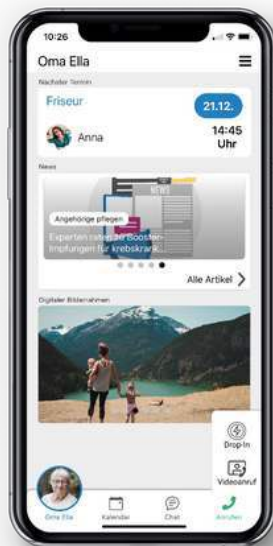 10:26
Oma Ella
Nächster Termin
Friseur
21.12.
Anna
14:45
Uhr
News
NEWS
Angehörige pflegen
Experten raten zu Booster-
Impfungen für krebskrank...
Alle Artikel
Digitaler Bilderrahmen
Drop-In
Videoanruf
Oma Ella
Kalender
Chat
Anrufen